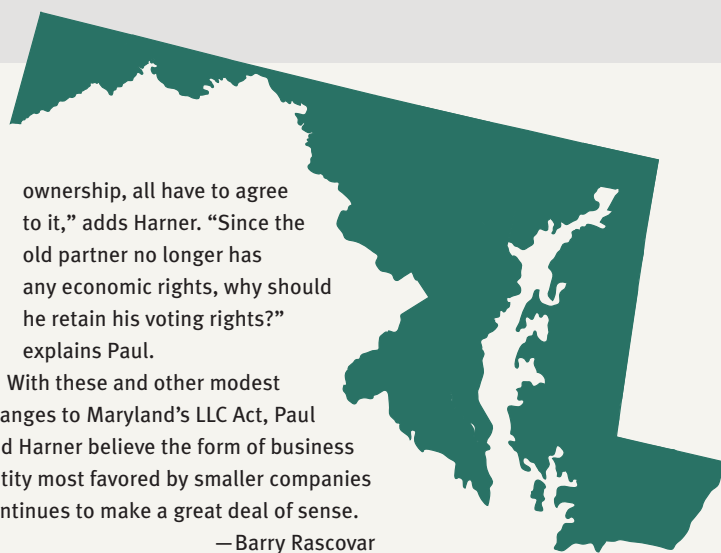 ownership, all have to agree
to it,” adds Harner. “Since the
old partner no longer has
any economic rights, why should
he retain his voting rights?”
explains Paul.
With these and other modest
anges to Maryland’s LLC Act, Paul
d Harner believe the form of business
tity most favored by smaller companies
ntinues to make a great deal of sense.
—Barry Rascovar